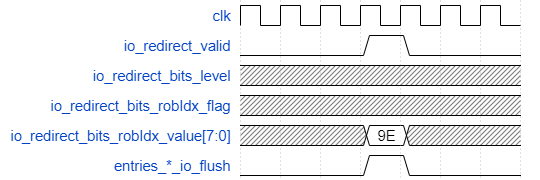 clk
io_redirect_valid
io_redirect_bits_level
io_redirect_bits_robIdx_flag
io_redirect_bits_robIdx_value[7:0] 9E
entries_*_io_flush